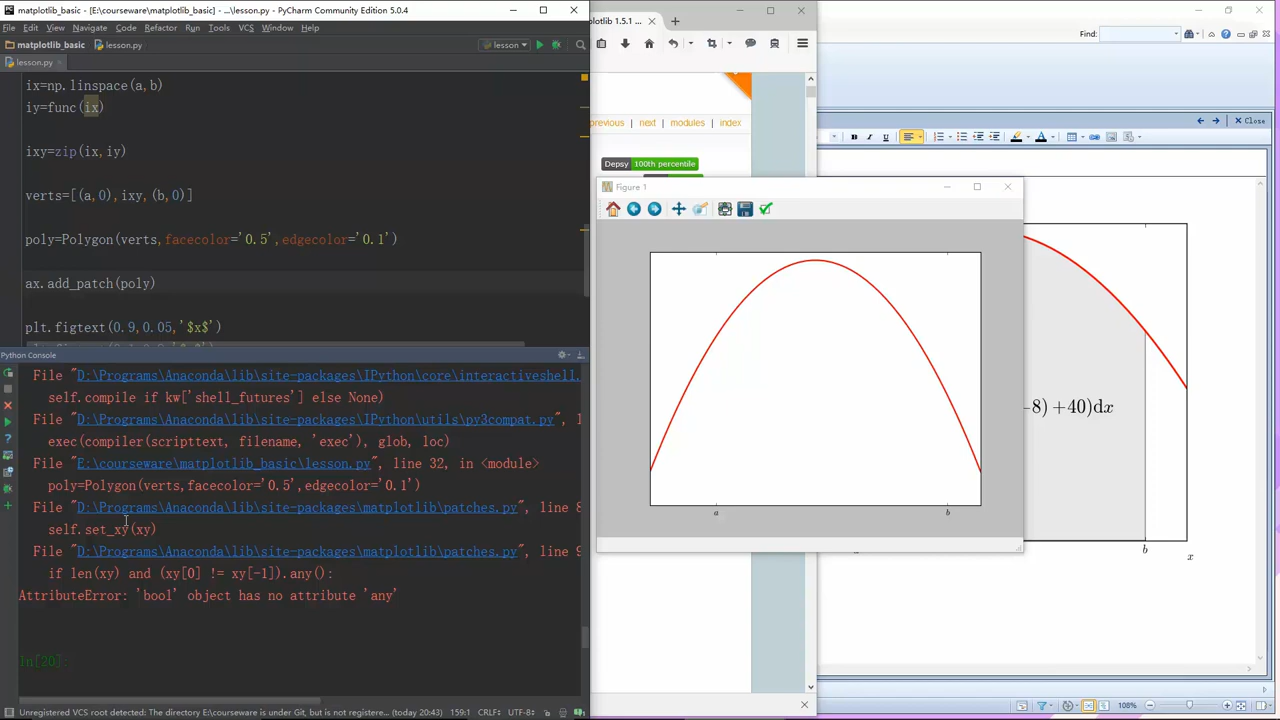 matplotlib_basic - [E:\courseware\matplotlib_basic] - ...\lesson.py - PyCharm Community Edition 5.0.4
File Edit View Navigate Code Refactor Run Tools VCS Window Help
matplotlib_basic lesson.py
lesson
lesson.py
ix=np.linspace(a,b)
iy=func(ix)
ixy=zip(ix,iy)
verts=[(a,0),ixy,(b,0)]
poly=Polygon(verts,facecolor='0.5',edgecolor='0.1')
ax.add_patch(poly)
plt.figtext(0.9,0.05,'$x$')
Python Console
File "D:\Programs\Anaconda\lib\site-packages\IPython\core\interactiveshell.
self.compile if kw['shell_futures'] else None)
File "D:\Programs\Anaconda\lib\site-packages\IPython\utils\py3compat.py", l
exec(compiler(scripttext, filename, 'exec'), glob, loc)
File "E:\courseware\matplotlib_basic\lesson.py", line 32, in <module>
poly=Polygon(verts,facecolor='0.5',edgecolor='0.1')
File "D:\Programs\Anaconda\lib\site-packages\matplotlib\patches.py", line 8
self.set_xy(xy)
File "D:\Programs\Anaconda\lib\site-packages\matplotlib\patches.py", line 9
if len(xy) and (xy[0] != xy[-1]).any():
AttributeError: 'bool' object has no attribute 'any'
In[20]:
Unregistered VCS root detected: The directory E:\courseware is under Git, but is not registere... (today 20:43) 159:1 CRLF÷ UTF-8÷
plotlib 1.5.1 ...
previous next modules index
Depsy 100th percentile
Figure 1
a b
Find:
B I U
Close
−8)+40)dx
b
x
108%